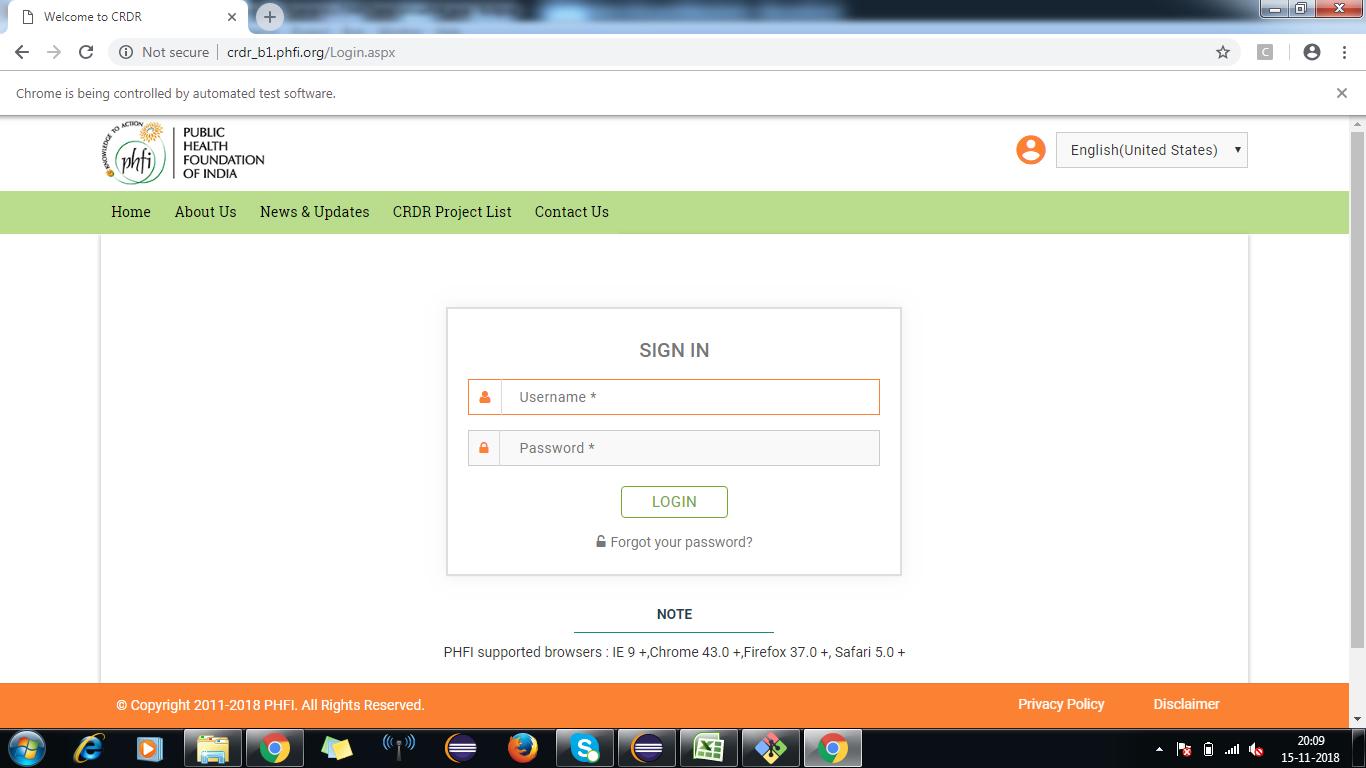 Welcome to CRDR
Not secure
crdr_b1.phfi.org/Login.aspx
C
Chrome is being controlled by automated test software.
KNOWLEDGE TO ACTION
phfi
PUBLIC
HEALTH
FOUNDATION
OF INDIA
English(United States)
Home About Us News & Updates CRDR Project List Contact Us
SIGN IN
Username *
Password *
LOGIN
Forgot your password?
NOTE
PHFI supported browsers : IE 9 +,Chrome 43.0 +,Firefox 37.0 +, Safari 5.0 +
© Copyright 2011-2018 PHFI. All Rights Reserved. Privacy Policy Disclaimer
20:09
15-11-2018